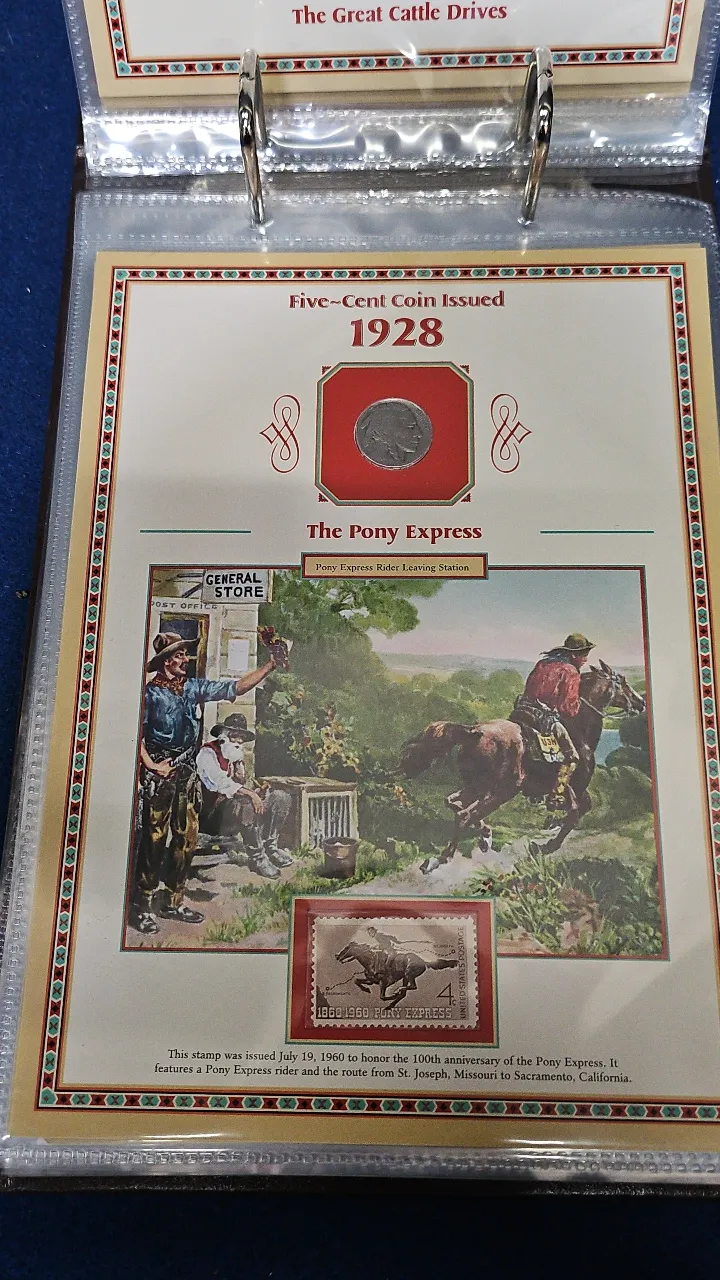 The Great Cattle Drives
Five~Cent Coin Issued
1928
The Pony Express
Pony Express Rider Leaving Station
GENERAL
STORE
POST OFFICE
4¢
UNITED STATES POSTAGE
1860 1960 PONY EXPRESS
This stamp was issued July 19, 1960 to honor the 100th anniversary of the Pony Express. It
features a Pony Express rider and the route from St. Joseph, Missouri to Sacramento, California.